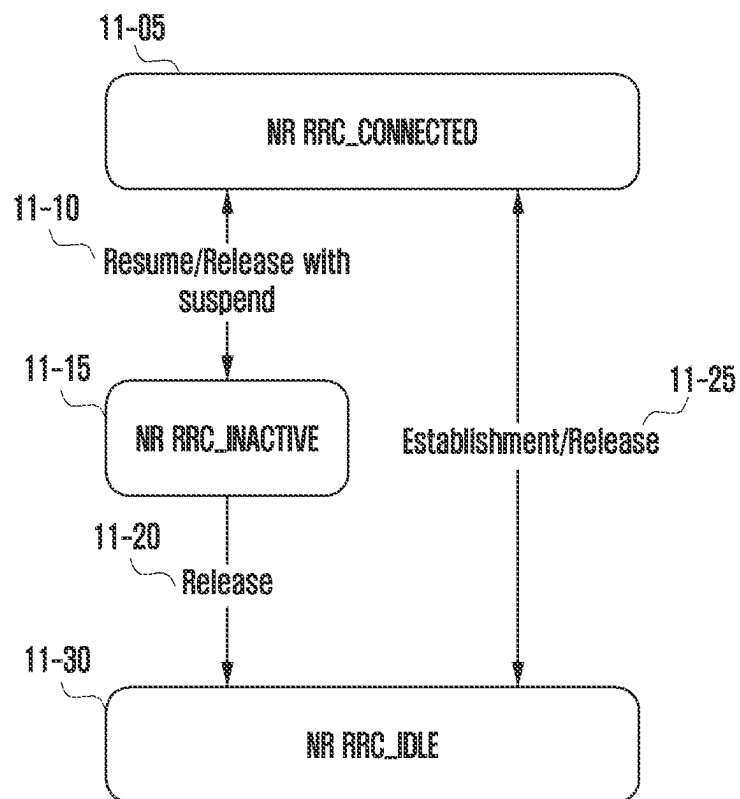 11-05
NR RRC_CONNECTED
11-10
Resume/Release with
suspend
11-15
NR RRC_INACTIVE
11-25
Establishment/Release
11-20
Release
11-30
NR RRC_IDLE